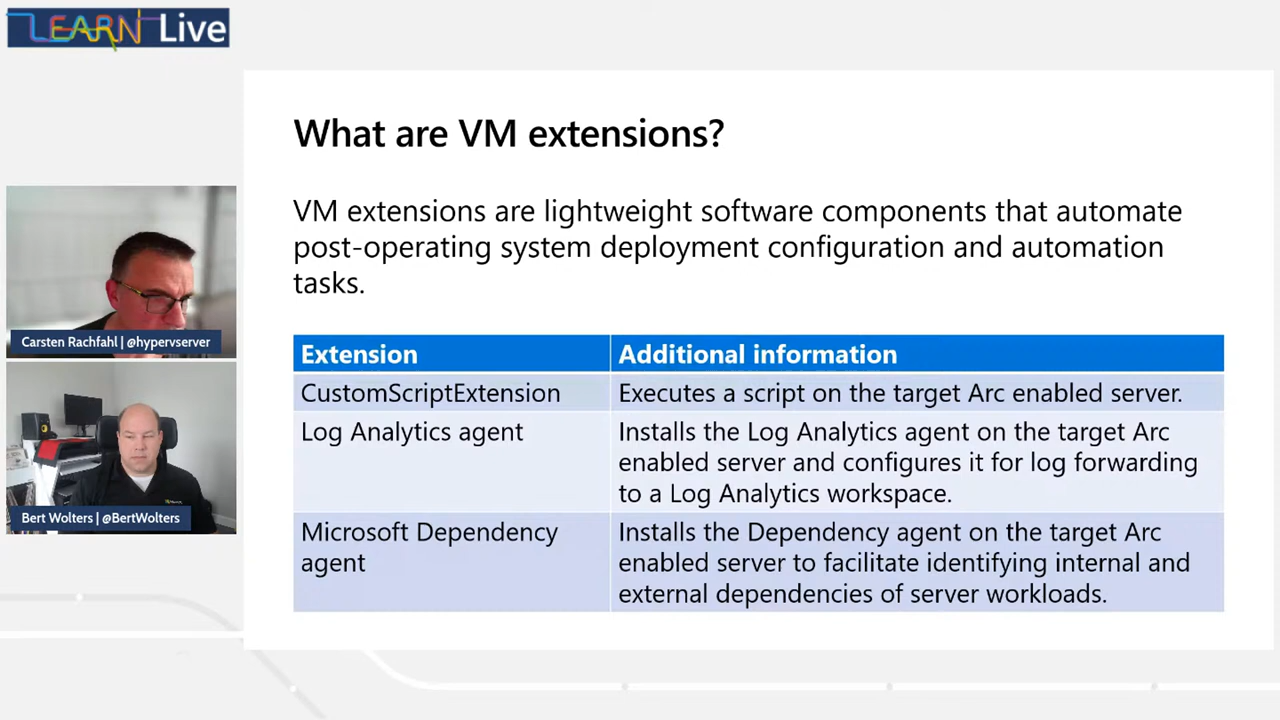 LEARN Live
What are VM extensions?
VM extensions are lightweight software components that automate
post-operating system deployment configuration and automation
tasks.
Extension
Additional information
CustomScriptExtension
Executes a script on the target Arc enabled server.
Log Analytics agent
Installs the Log Analytics agent on the target Arc
enabled server and configures it for log forwarding
to a Log Analytics workspace.
Microsoft Dependency
agent
Installs the Dependency agent on the target Arc
enabled server to facilitate identifying internal and
external dependencies of server workloads.
Carsten Rachfahl | @hypervserver
Bert Wolters | @BertWolters